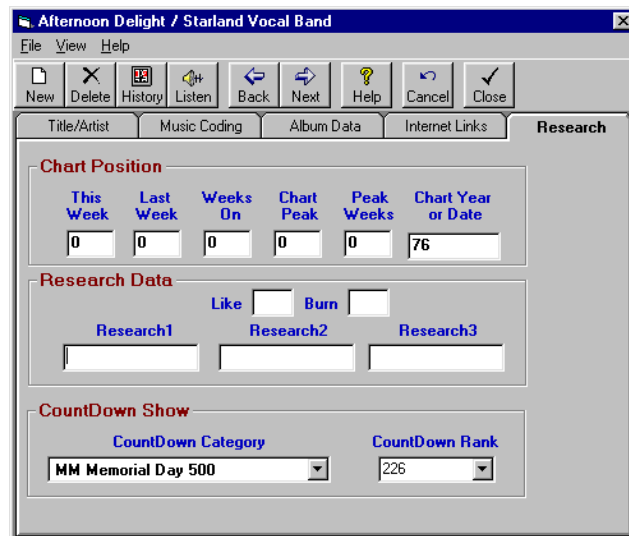 Afternoon Delight / Starland Vocal Band
File View Help
New Delete History Listen Back Next Help Cancel Close
Title/Artist Music Coding Album Data Internet Links Research
Chart Position
This Week Last Week Weeks On Chart Peak Peak Weeks Chart Year or Date
0 0 0 0 0 76
Research Data
Like Burn
Research1 Research2 Research3
CountDown Show
CountDown Category CountDown Rank
MM Memorial Day 500 226